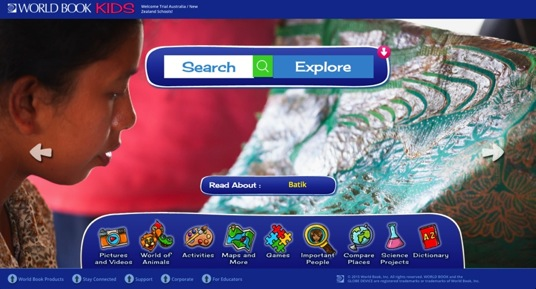 WORLD BOOK KIDS
Welcome Trial Australia / New
Zealand Schools!
Search
Explore
Read About :
Batik
Pictures
and Videos
World of
Animals
Activities
Maps and
More
Games
Important
People
Compare
Places
Science
Projects
A-Z
Dictionary
World Book Products
Stay Connected
Support
Corporate
For Educators
© 2015 World Book, Inc. All rights reserved. WORLD BOOK and the
GLOBE DEVICE are registered trademarks or trademarks of World Book, Inc.